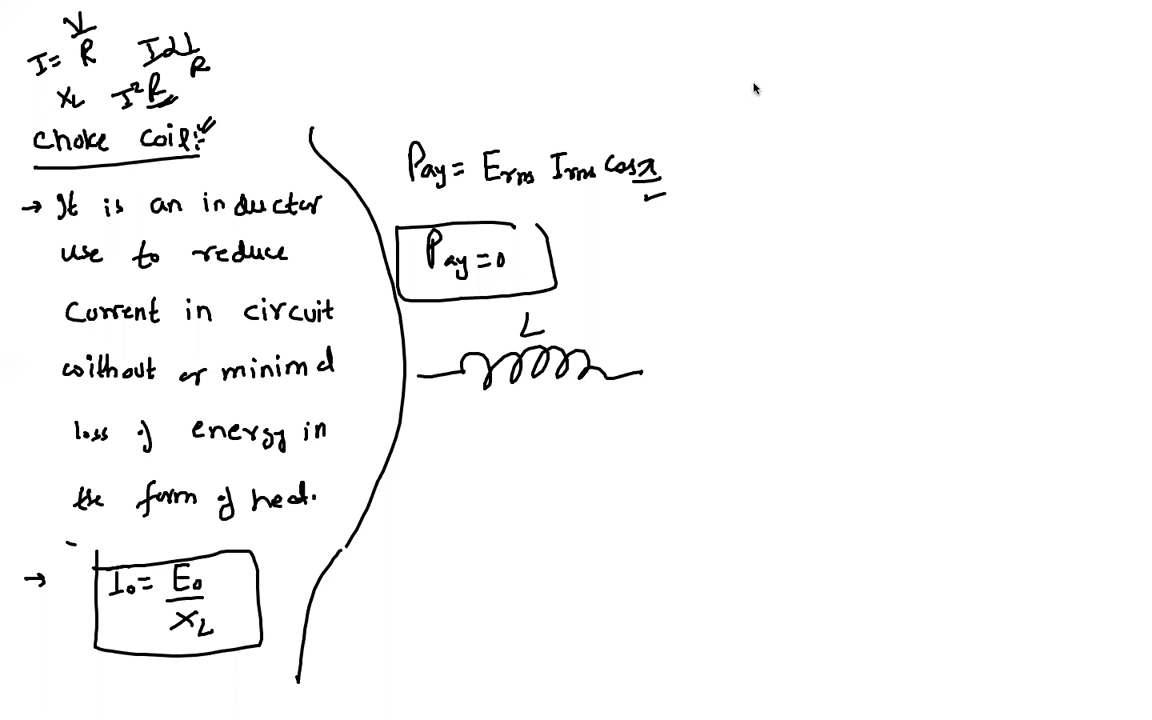 I = V/R I α 1/R
XL I²R
Choke Coil:-
→ It is an inductor
use to reduce
Current in circuit
without or minimal
loss of energy in
the form of heat.
→ I₀ = E₀/XL
Pav = Erms Irms cos π
Pav = 0
L